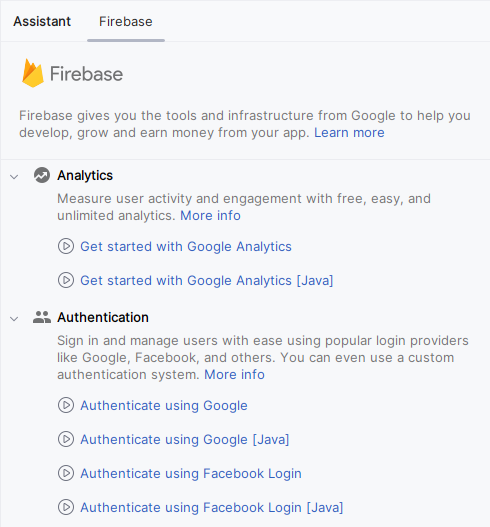 Assistant Firebase
Firebase
Firebase gives you the tools and infrastructure from Google to help you
develop, grow and earn money from your app. Learn more
Analytics
Measure user activity and engagement with free, easy, and
unlimited analytics. More info
Get started with Google Analytics
Get started with Google Analytics [Java]
Authentication
Sign in and manage users with ease using popular login providers
like Google, Facebook, and others. You can even use a custom
authentication system. More info
Authenticate using Google
Authenticate using Google [Java]
Authenticate using Facebook Login
Authenticate using Facebook Login [Java]